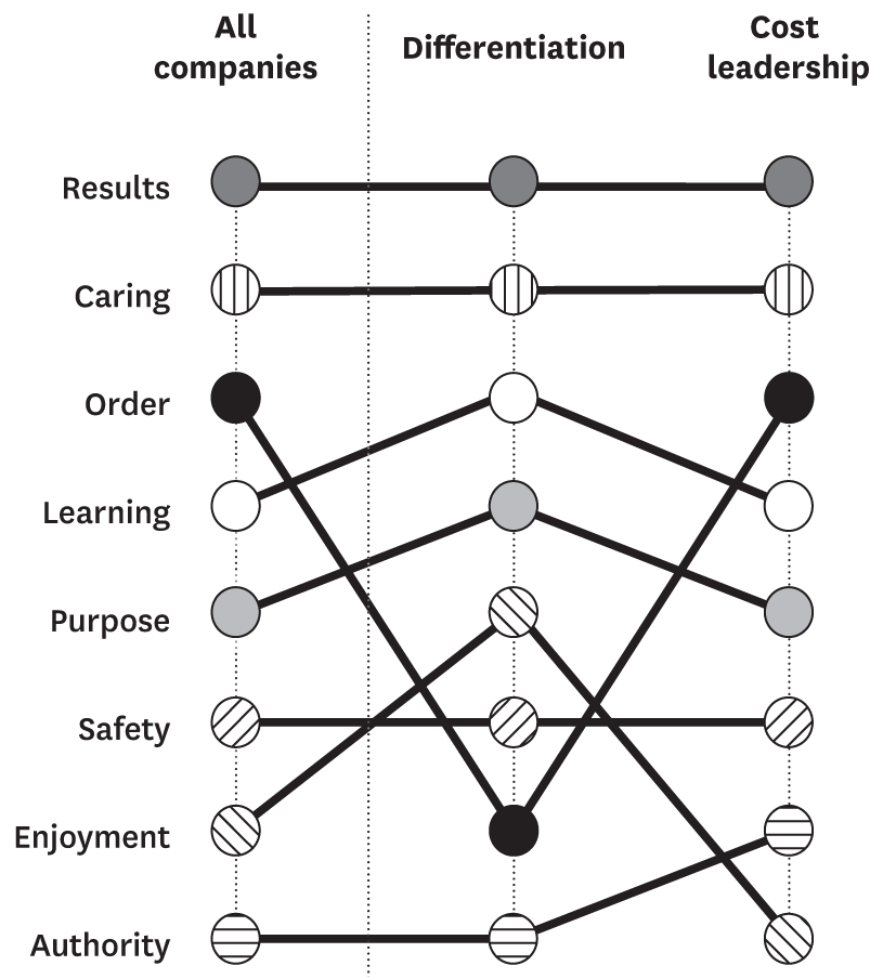 All
companies
Differentiation
Cost
leadership
Results
Caring
Order
Learning
Purpose
Safety
Enjoyment
Authority